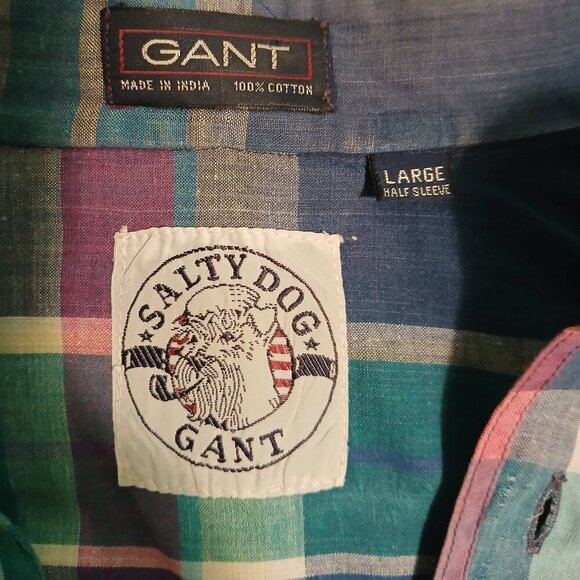 GANT
MADE IN INDIA 100% COTTON
LARGE
HALF SLEEVE
SALTY DOG
GANT